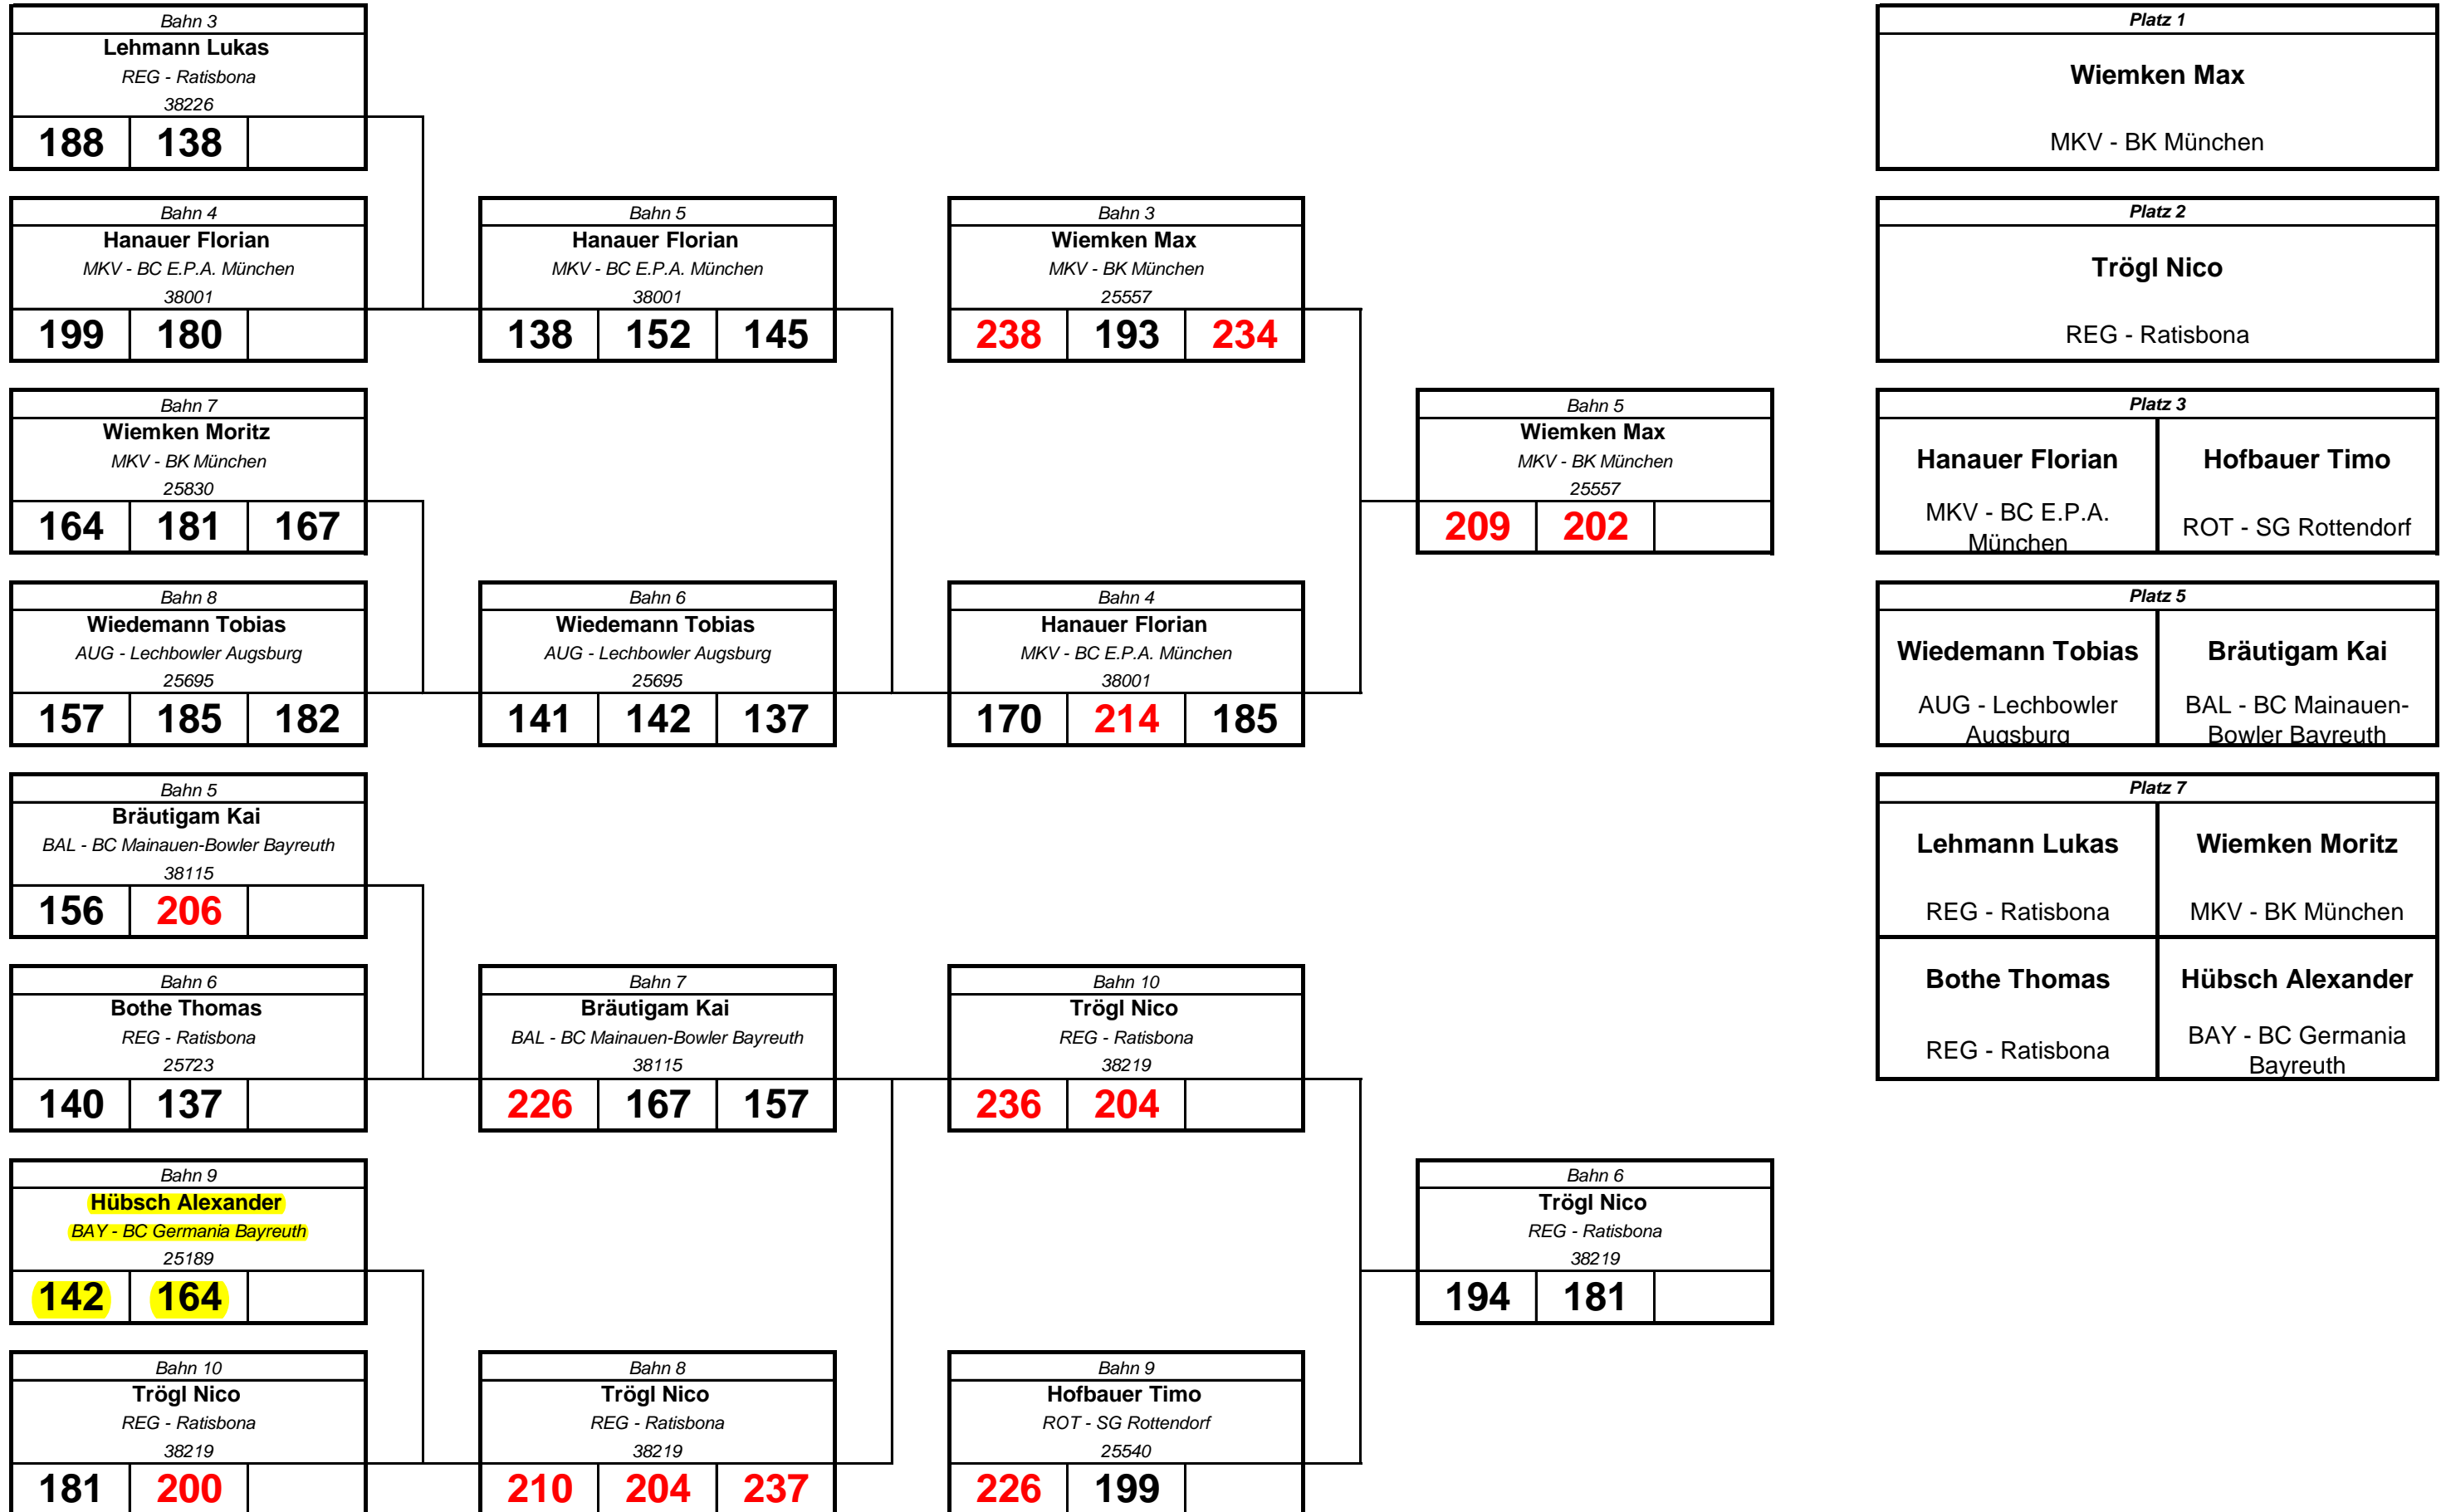 Bahn 3
Lehmann Lukas
REG - Ratisbona
38226
188 138
Bahn 4
Hanauer Florian
MKV - BC E.P.A. München
38001
199 180
Bahn 7
Wiemken Moritz
MKV - BK München
25830
164 181 167
Bahn 8
Wiedemann Tobias
AUG - Lechbowler Augsburg
25695
157 185 182
Bahn 5
Bräutigam Kai
BAL - BC Mainauen-Bowler Bayreuth
38115
156 206
Bahn 6
Bothe Thomas
REG - Ratisbona
25723
140 137
Bahn 9
Hübsch Alexander
BAY - BC Germania Bayreuth
25189
142 164
Bahn 10
Trögl Nico
REG - Ratisbona
38219
181 200
Bahn 5
Hanauer Florian
MKV - BC E.P.A. München
38001
138 152 145
Bahn 6
Wiedemann Tobias
AUG - Lechbowler Augsburg
25695
141 142 137
Bahn 7
Bräutigam Kai
BAL - BC Mainauen-Bowler Bayreuth
38115
226 167 157
Bahn 8
Trögl Nico
REG - Ratisbona
38219
210 204 237
Bahn 3
Wiemken Max
MKV - BK München
25557
238 193 234
Bahn 4
Hanauer Florian
MKV - BC E.P.A. München
38001
170 214 185
Bahn 10
Trögl Nico
REG - Ratisbona
38219
236 204
Bahn 9
Hofbauer Timo
ROT - SG Rottendorf
25540
226 199
Bahn 5
Wiemken Max
MKV - BK München
25557
209 202
Bahn 6
Trögl Nico
REG - Ratisbona
38219
194 181
Platz 1
Wiemken Max
MKV - BK München
Platz 2
Trögl Nico
REG - Ratisbona
Platz 3
Hanauer Florian
MKV - BC E.P.A.
München
Hofbauer Timo
ROT - SG Rottendorf
Platz 5
Wiedemann Tobias
AUG - Lechbowler
Augsburg
Bräutigam Kai
BAL - BC Mainauen-
Bowler Bayreuth
Platz 7
Lehmann Lukas
REG - Ratisbona
Wiemken Moritz
MKV - BK München
Bothe Thomas
REG - Ratisbona
Hübsch Alexander
BAY - BC Germania
Bayreuth